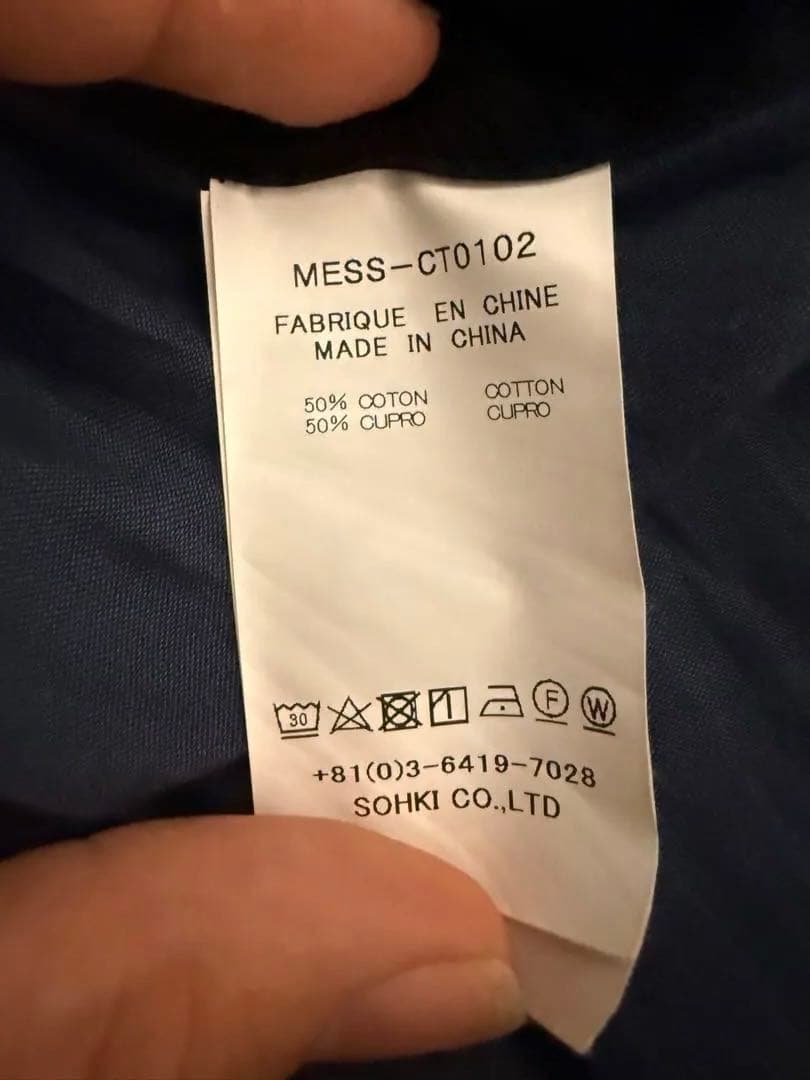 MESS-CT0102
FABRIQUE EN CHINE
MADE IN CHINA
50% COTON COTTON
50% CUPRO CUPRO
30 F W
+81(0)3-6419-7028
SOHKI CO.,LTD